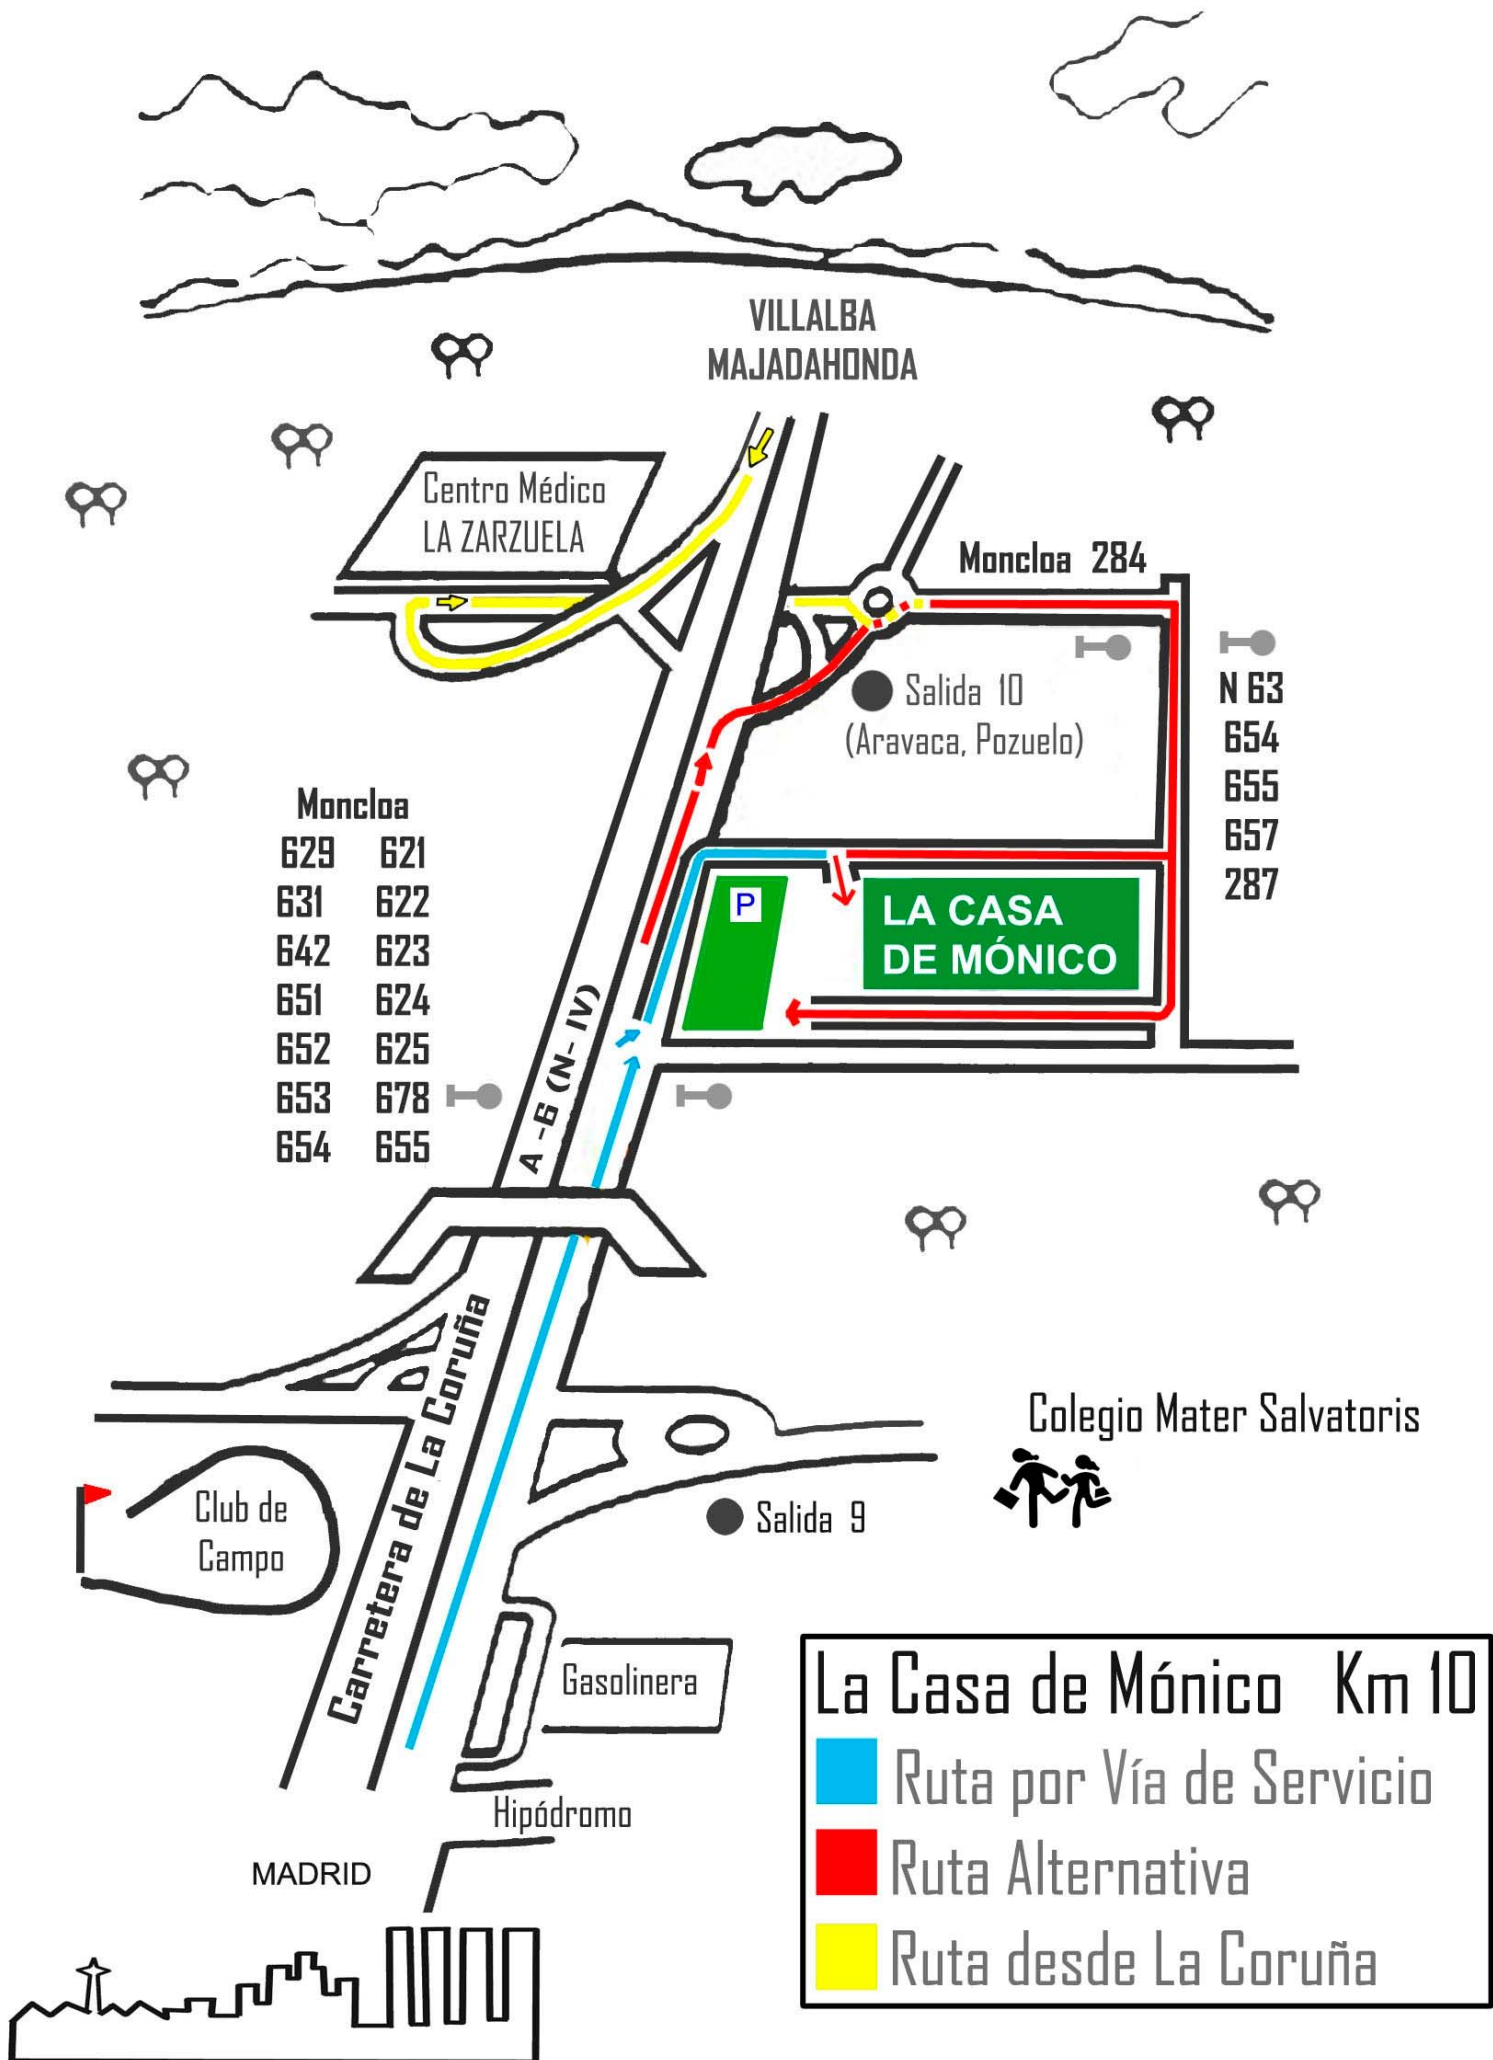 VILLALBA
MAJADAHONDA
Centro Médico
LA ZARZUELA
Moncloa 284
Salida 10
(Aravaca, Pozuelo)
N 63
654
655
657
287
Moncloa
629 621
631 622
642 623
651 624
652 625
653 678
654 655
P
LA CASA
DE MÓNICO
A -6 (N- IV)
Carretera de La Coruña
Colegio Mater Salvatoris
Club de
Campo
Salida 9
Gasolinera
Hipódromo
MADRID
La Casa de Mónico Km 10
Ruta por Vía de Servicio
Ruta Alternativa
Ruta desde La Coruña